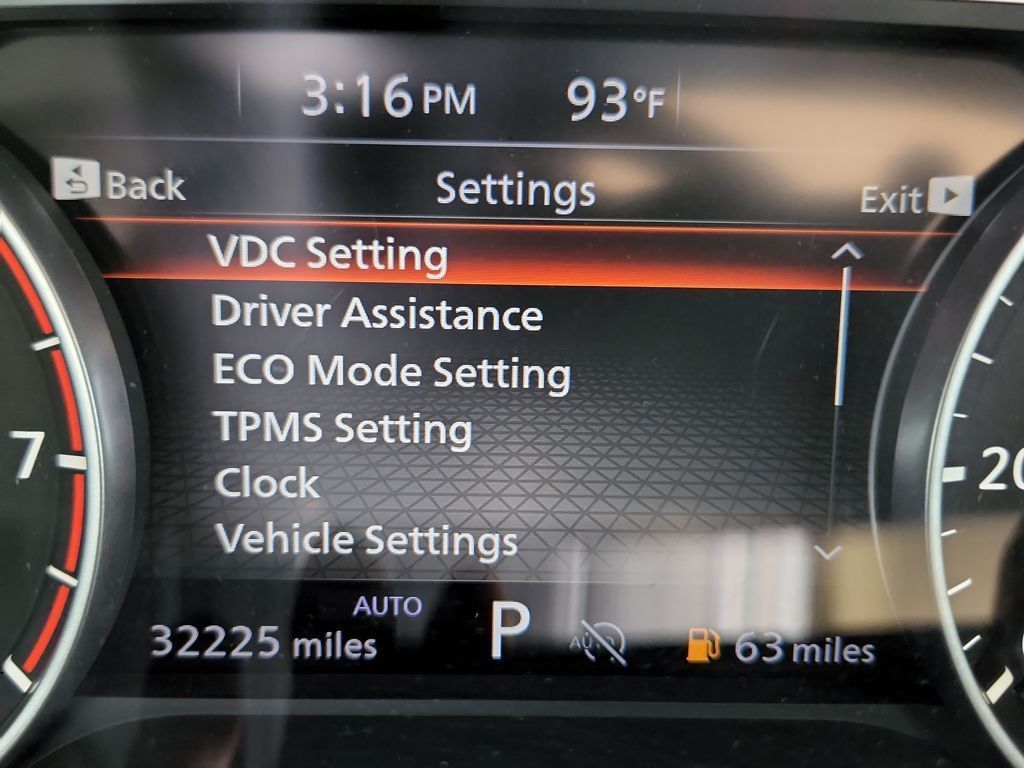 3:16 PM 93°F
Back Settings Exit
VDC Setting
Driver Assistance
ECO Mode Setting
TPMS Setting
Clock
Vehicle Settings
7
20
AUTO
32225 miles P AUTO 63 miles